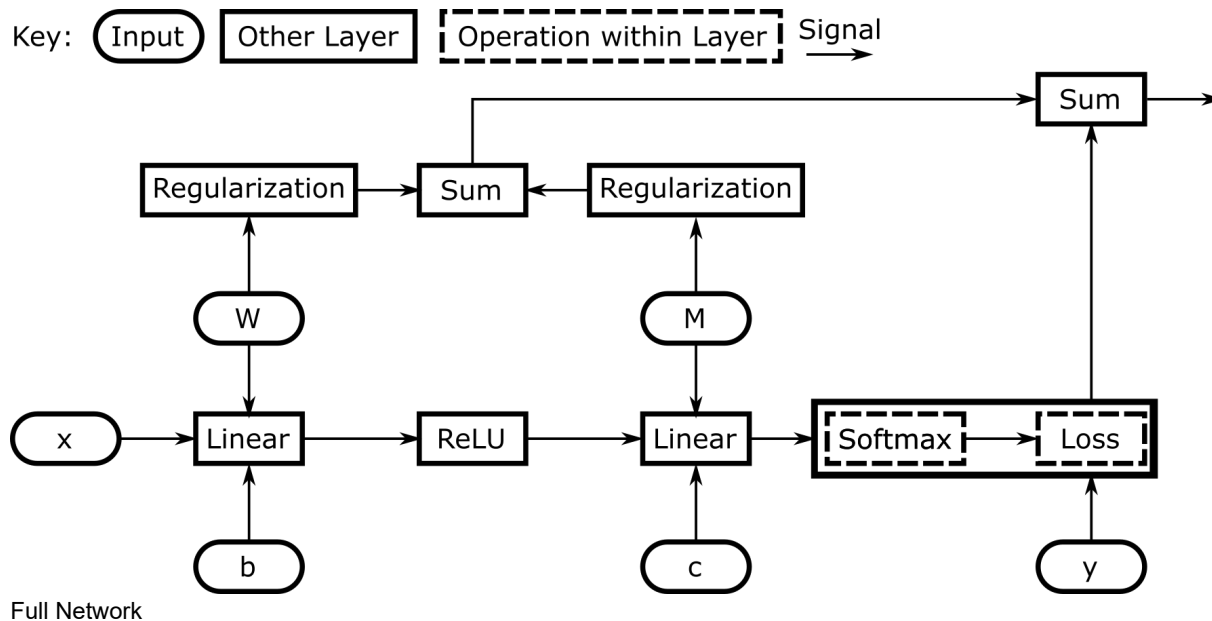 Key: Input Other Layer Operation within Layer Signal
Sum
Regularization Sum Regularization
W M
x Linear ReLU Linear Softmax Loss
b c y
Full Network